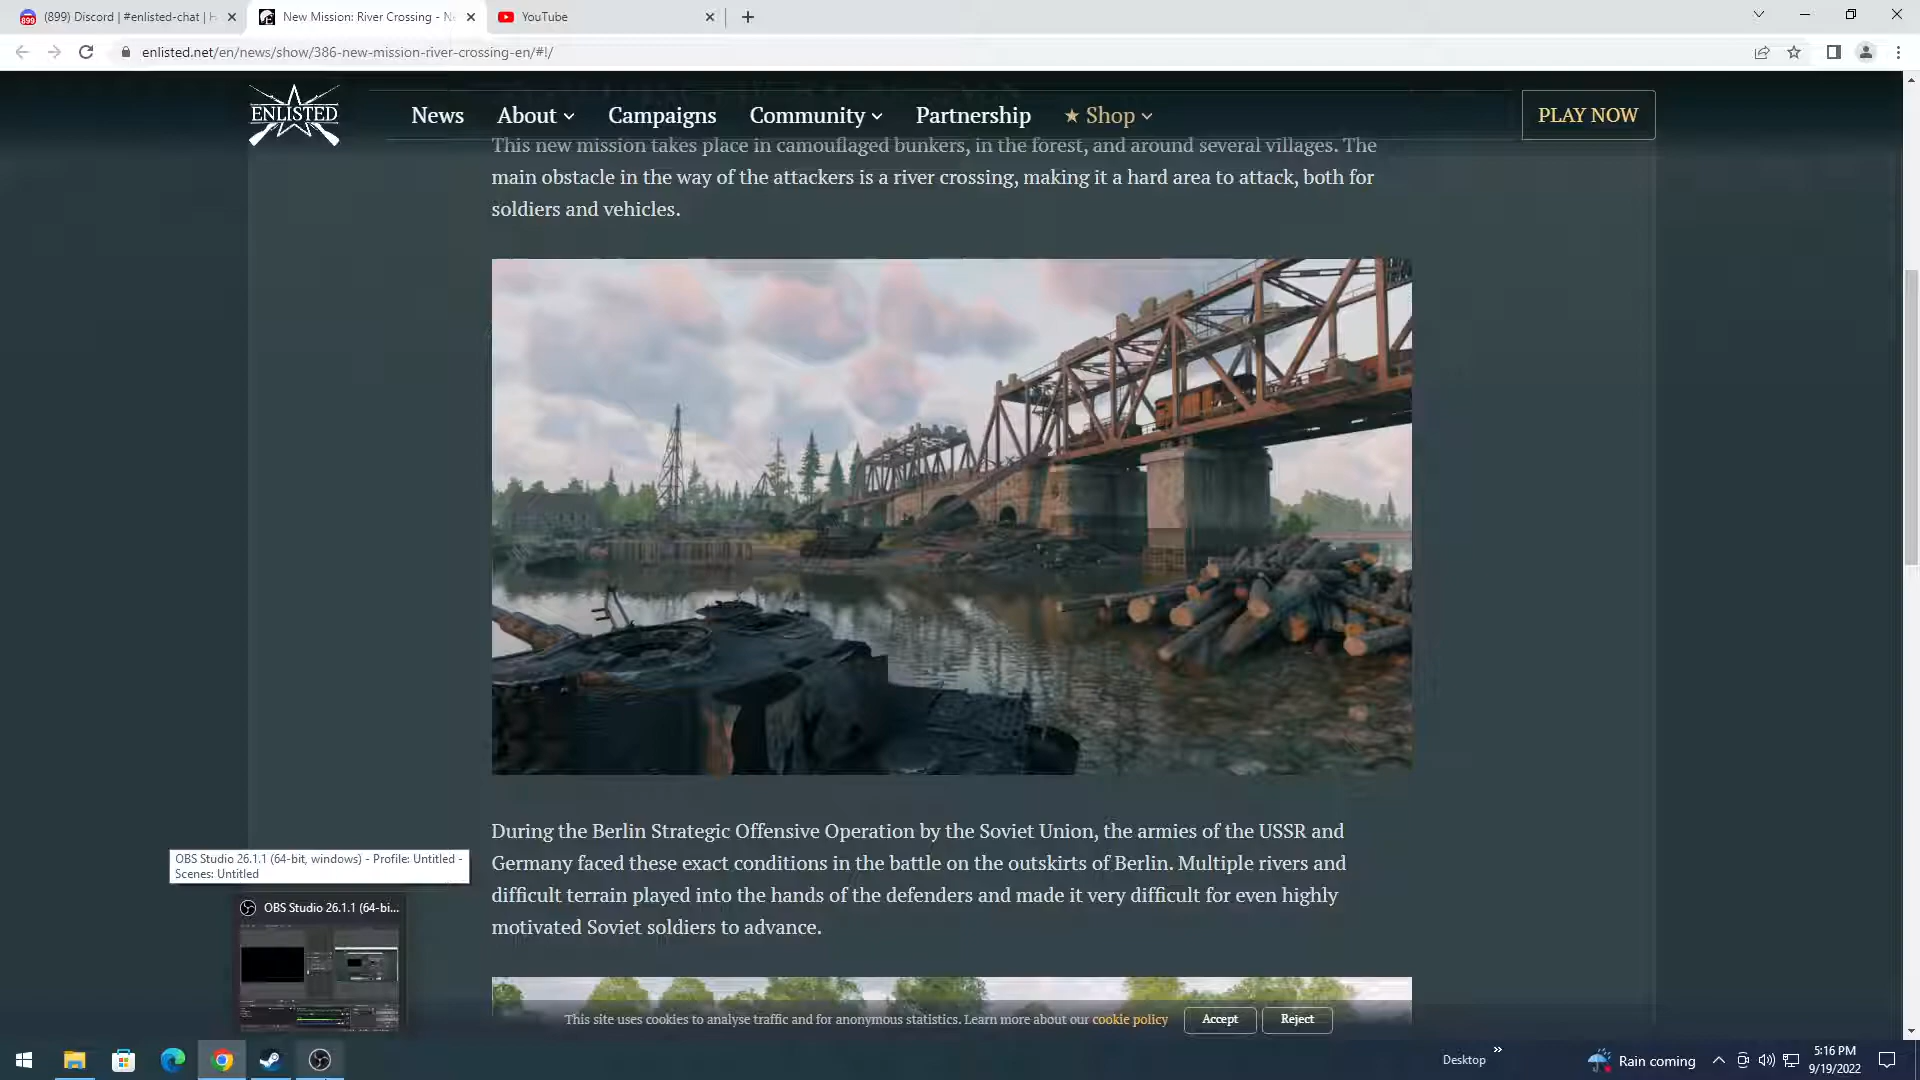 (899) Discord | #enlisted-chat |
New Mission: River Crossing - N
YouTube
enlisted.net/en/news/show/386-new-mission-river-crossing-en/#!/
ENLISTED
News
About
Campaigns
Community
Partnership
★ Shop
PLAY NOW
This new mission takes place in camouflaged bunkers, in the forest, and around several villages. The
main obstacle in the way of the attackers is a river crossing, making it a hard area to attack, both for
soldiers and vehicles.
During the Berlin Strategic Offensive Operation by the Soviet Union, the armies of the USSR and
Germany faced these exact conditions in the battle on the outskirts of Berlin. Multiple rivers and
difficult terrain played into the hands of the defenders and made it very difficult for even highly
motivated Soviet soldiers to advance.
OBS Studio 26.1.1 (64-bit, windows) - Profile: Untitled -
Scenes: Untitled
OBS Studio 26.1.1 (64-bi...
This site uses cookies to analyse traffic and for anonymous statistics. Learn more about our cookie policy
Accept
Reject
Desktop
Rain coming
5:16 PM
9/19/2022